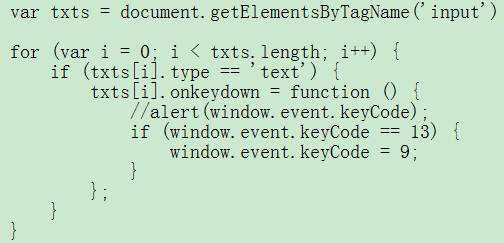 var txts = document.getElementsByTagName('input')
for (var i = 0; i < txts.length; i++) {
if (txts[i].type == 'text') {
txts[i].onkeydown = function () {
//alert(window.event.keyCode);
if (window.event.keyCode == 13) {
window.event.keyCode = 9;
}
};
}
}